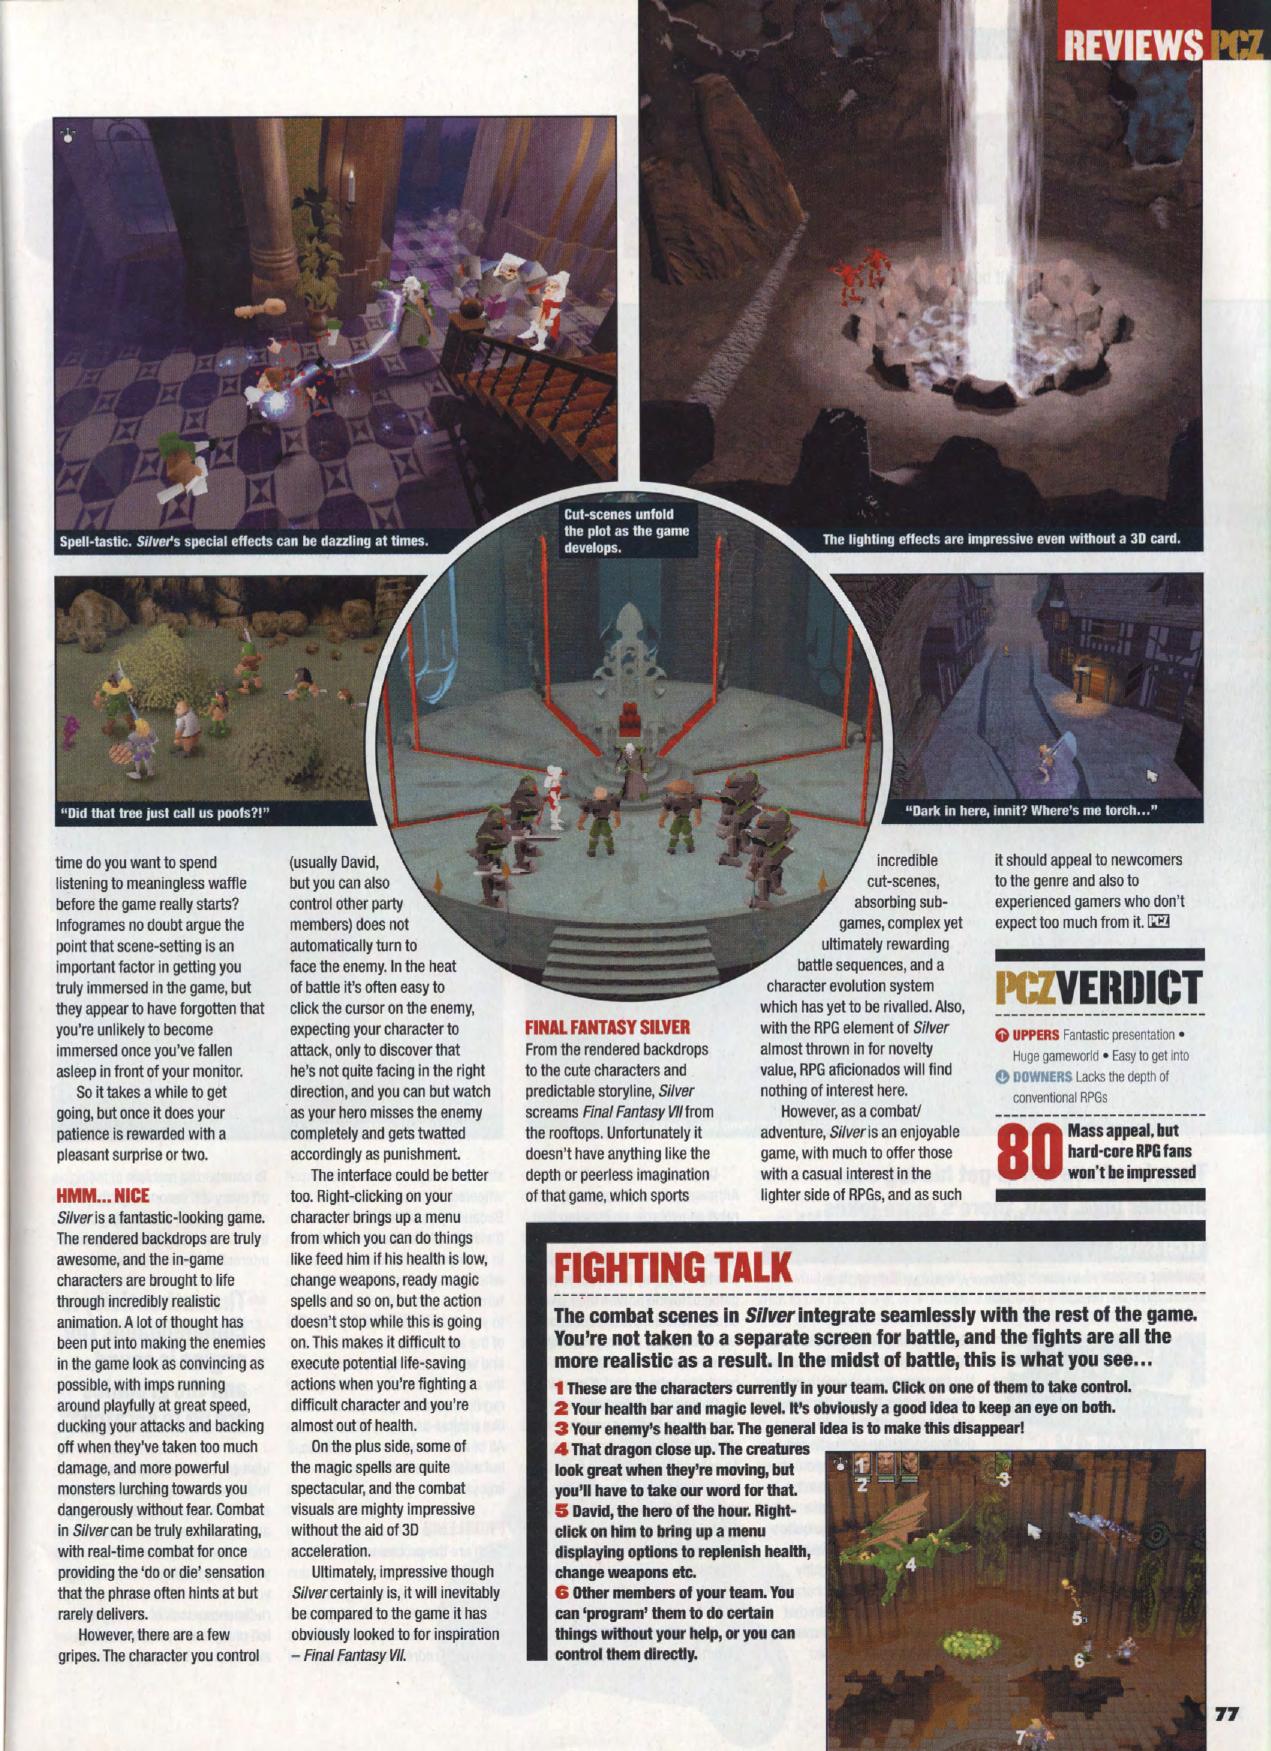 REVIEWS PCZ
Spell-tastic. Silver's special effects can be dazzling at times.
Cut-scenes unfold
the plot as the game
develops.
The lighting effects are impressive even without a 3D card.
"Did that tree just call us poofs?!"
"Dark in here, innit? Where's me torch..."
time do you want to spend
listening to meaningless waffle
before the game really starts?
Infogrames no doubt argue the
point that scene-setting is an
important factor in getting you
truly immersed in the game, but
they appear to have forgotten that
you're unlikely to become
immersed once you've fallen
asleep in front of your monitor.
So it takes a while to get
going, but once it does your
patience is rewarded with a
pleasant surprise or two.
HMM... NICE
Silver is a fantastic-looking game.
The rendered backdrops are truly
awesome, and the in-game
characters are brought to life
through incredibly realistic
animation. A lot of thought has
been put into making the enemies
in the game look as convincing as
possible, with imps running
around playfully at great speed,
ducking your attacks and backing
off when they've taken too much
damage, and more powerful
monsters lurching towards you
dangerously without fear. Combat
in Silver can be truly exhilarating,
with real-time combat for once
providing the 'do or die' sensation
that the phrase often hints at but
rarely delivers.
However, there are a few
gripes. The character you control
(usually David,
but you can also
control other party
members) does not
automatically turn to
face the enemy. In the heat
of battle it's often easy to
click the cursor on the enemy,
expecting your character to
attack, only to discover that
he's not quite facing in the right
direction, and you can but watch
as your hero misses the enemy
completely and gets twatted
accordingly as punishment.
The interface could be better
too. Right-clicking on your
character brings up a menu
from which you can do things
like feed him if his health is low,
change weapons, ready magic
spells and so on, but the action
doesn't stop while this is going
on. This makes it difficult to
execute potential life-saving
actions when you're fighting a
difficult character and you're
almost out of health.
On the plus side, some of
the magic spells are quite
spectacular, and the combat
visuals are mighty impressive
without the aid of 3D
acceleration.
Ultimately, impressive though
Silver certainly is, it will inevitably
be compared to the game it has
obviously looked to for inspiration
– Final Fantasy VII.
FINAL FANTASY SILVER
From the rendered backdrops
to the cute characters and
predictable storyline, Silver
screams Final Fantasy VII from
the rooftops. Unfortunately it
doesn't have anything like the
depth or peerless imagination
of that game, which sports
incredible
cut-scenes,
absorbing sub-
games, complex yet
ultimately rewarding
battle sequences, and a
character evolution system
which has yet to be rivalled. Also,
with the RPG element of Silver
almost thrown in for novelty
value, RPG aficionados will find
nothing of interest here.
However, as a combat/
adventure, Silver is an enjoyable
game, with much to offer those
with a casual interest in the
lighter side of RPGs, and as such
it should appeal to newcomers
to the genre and also to
experienced gamers who don't
expect too much from it. PCZ
PCZVERDICT
UPPERS Fantastic presentation •
Huge gameworld • Easy to get into
DOWNERS Lacks the depth of
conventional RPGs
80 Mass appeal, but
hard-core RPG fans
won't be impressed
FIGHTING TALK
The combat scenes in Silver integrate seamlessly with the rest of the game.
You're not taken to a separate screen for battle, and the fights are all the
more realistic as a result. In the midst of battle, this is what you see...
1 These are the characters currently in your team. Click on one of them to take control.
2 Your health bar and magic level. It's obviously a good idea to keep an eye on both.
3 Your enemy's health bar. The general idea is to make this disappear!
4 That dragon close up. The creatures
look great when they're moving, but
you'll have to take our word for that.
5 David, the hero of the hour. Right-
click on him to bring up a menu
displaying options to replenish health,
change weapons etc.
6 Other members of your team. You
can 'program' them to do certain
things without your help, or you can
control them directly.
1
2
3
4
5
6
7
77